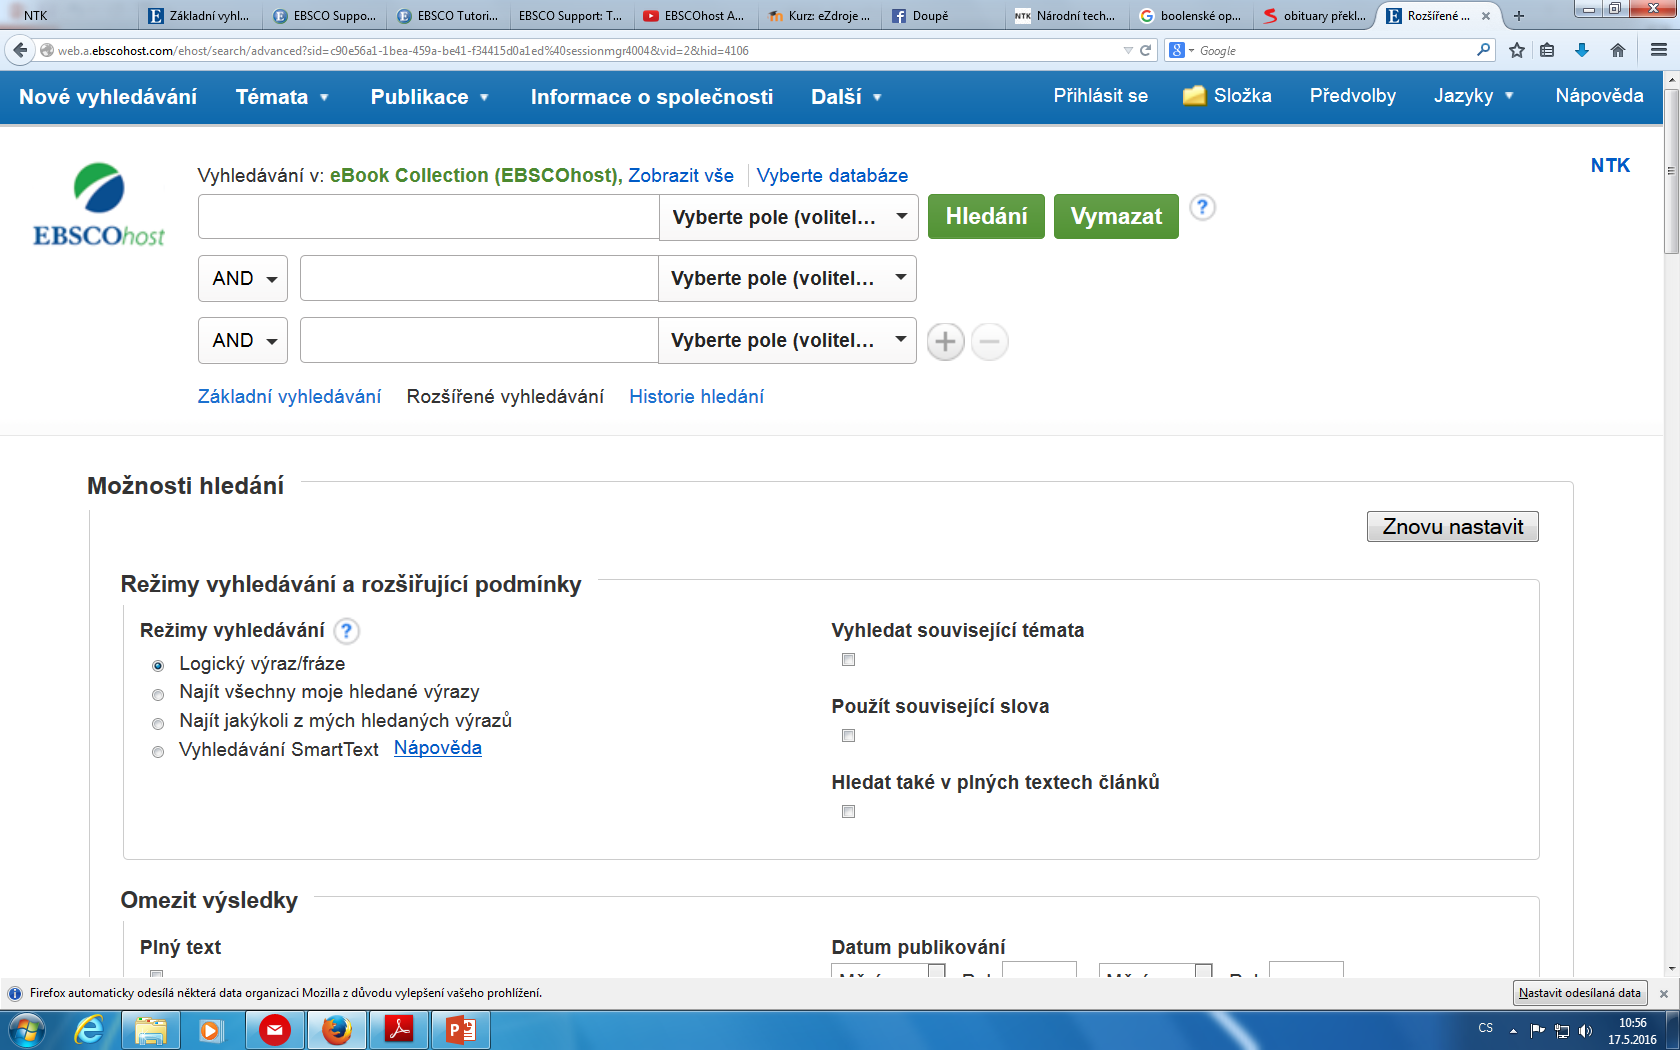 NTK
Základní vyhl...
EBSCO Suppo...
EBSCO Tutori...
EBSCO Support: T...
EBSCOhost A...
Kurz: eZdroje ...
Doupě
NTK Národní tech...
boolenské op...
obituary překl...
Rozšířené ...
web.a.ebscohost.com/ehost/search/advanced?sid=c90e56a1-1bea-459a-be41-f34415d0a1ed%40sessionmgr4004&vid=2&hid=4106
Google
Nové vyhledávání Témata Publikace Informace o společnosti Další Přihlásit se Složka Předvolby Jazyky Nápověda
NTK
EBSCOhost
Vyhledávání v: eBook Collection (EBSCOhost), Zobrazit vše Vyberte databáze
Vyberte pole (volitel... Hledání Vymazat ?
AND Vyberte pole (volitel...
AND Vyberte pole (volitel...
Základní vyhledávání Rozšířené vyhledávání Historie hledání
Možnosti hledání
Znovu nastavit
Režimy vyhledávání a rozšiřující podmínky
Režimy vyhledávání ?
Logický výraz/fráze
Najít všechny moje hledané výrazy
Najít jakýkoli z mých hledaných výrazů
Vyhledávání SmartText Nápověda
Vyhledat související témata
Použít související slova
Hledat také v plných textech článků
Omezit výsledky
Plný text
Datum publikování
Firefox automaticky odesílá některá data organizaci Mozilla z důvodu vylepšení vašeho prohlížení.
Nastavit odesílaná data
CS
10:56
17.5.2016